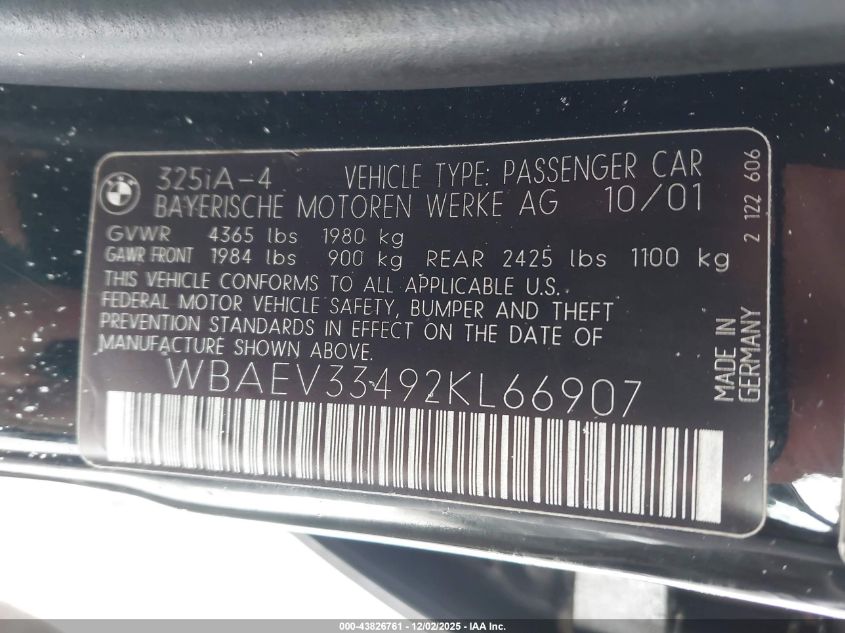 325iA-4 VEHICLE TYPE: PASSENGER CAR
BAYERISCHE MOTOREN WERKE AG 10/01
GVWR 4365 lbs 1980 kg
GAWR FRONT 1984 lbs 900 kg REAR 2425 lbs 1100 kg
THIS VEHICLE CONFORMS TO ALL APPLICABLE U.S.
FEDERAL MOTOR VEHICLE SAFETY, BUMPER AND THEFT
PREVENTION STANDARDS IN EFFECT ON THE DATE OF
MANUFACTURE SHOWN ABOVE.
WBAEV33492KL66907
2 122 606
MADE IN
GERMANY
000-43826761 - 12/02/2025 - IAA Inc.